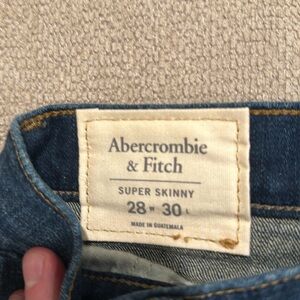 Abercrombie
& Fitch
SUPER SKINNY
28 W 30 L
MADE IN GUATEMALA